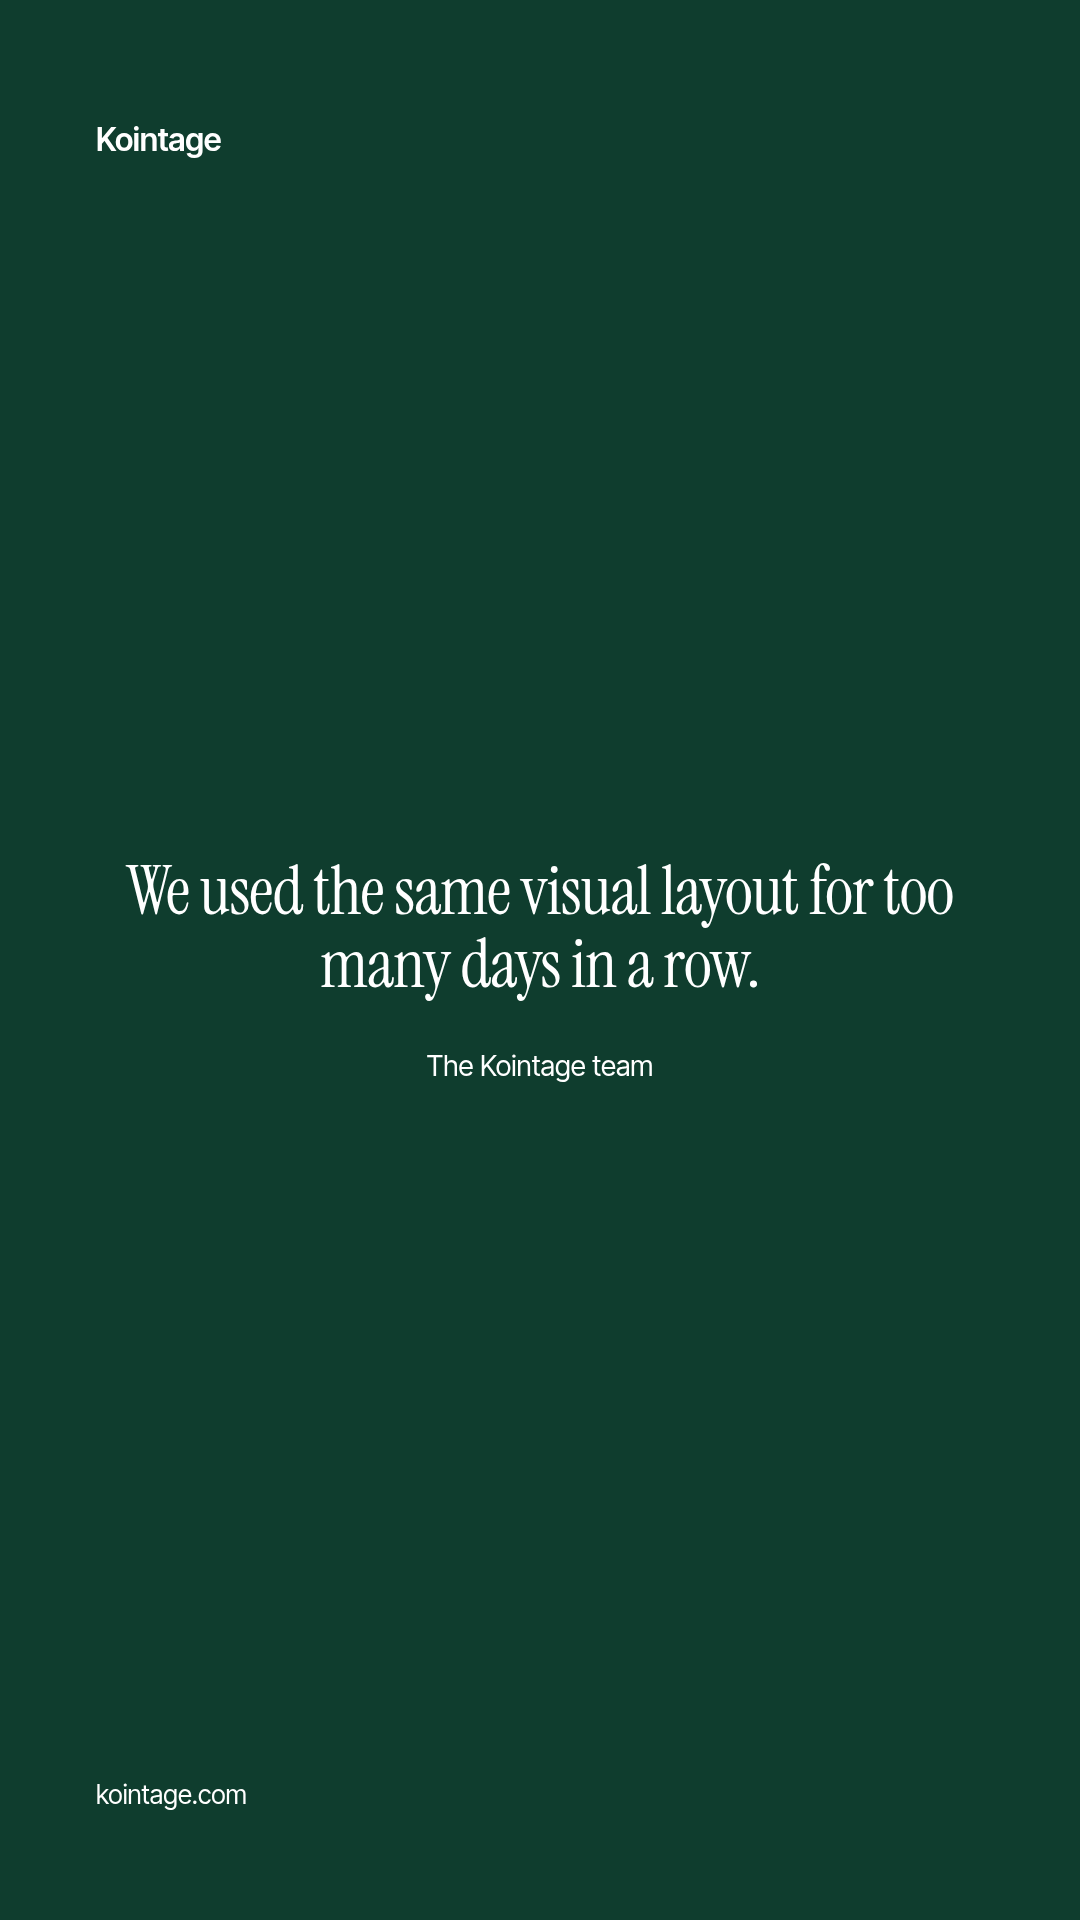 Kointage
We used the same visual layout for too
many days in a row.
The Kointage team
kointage.com